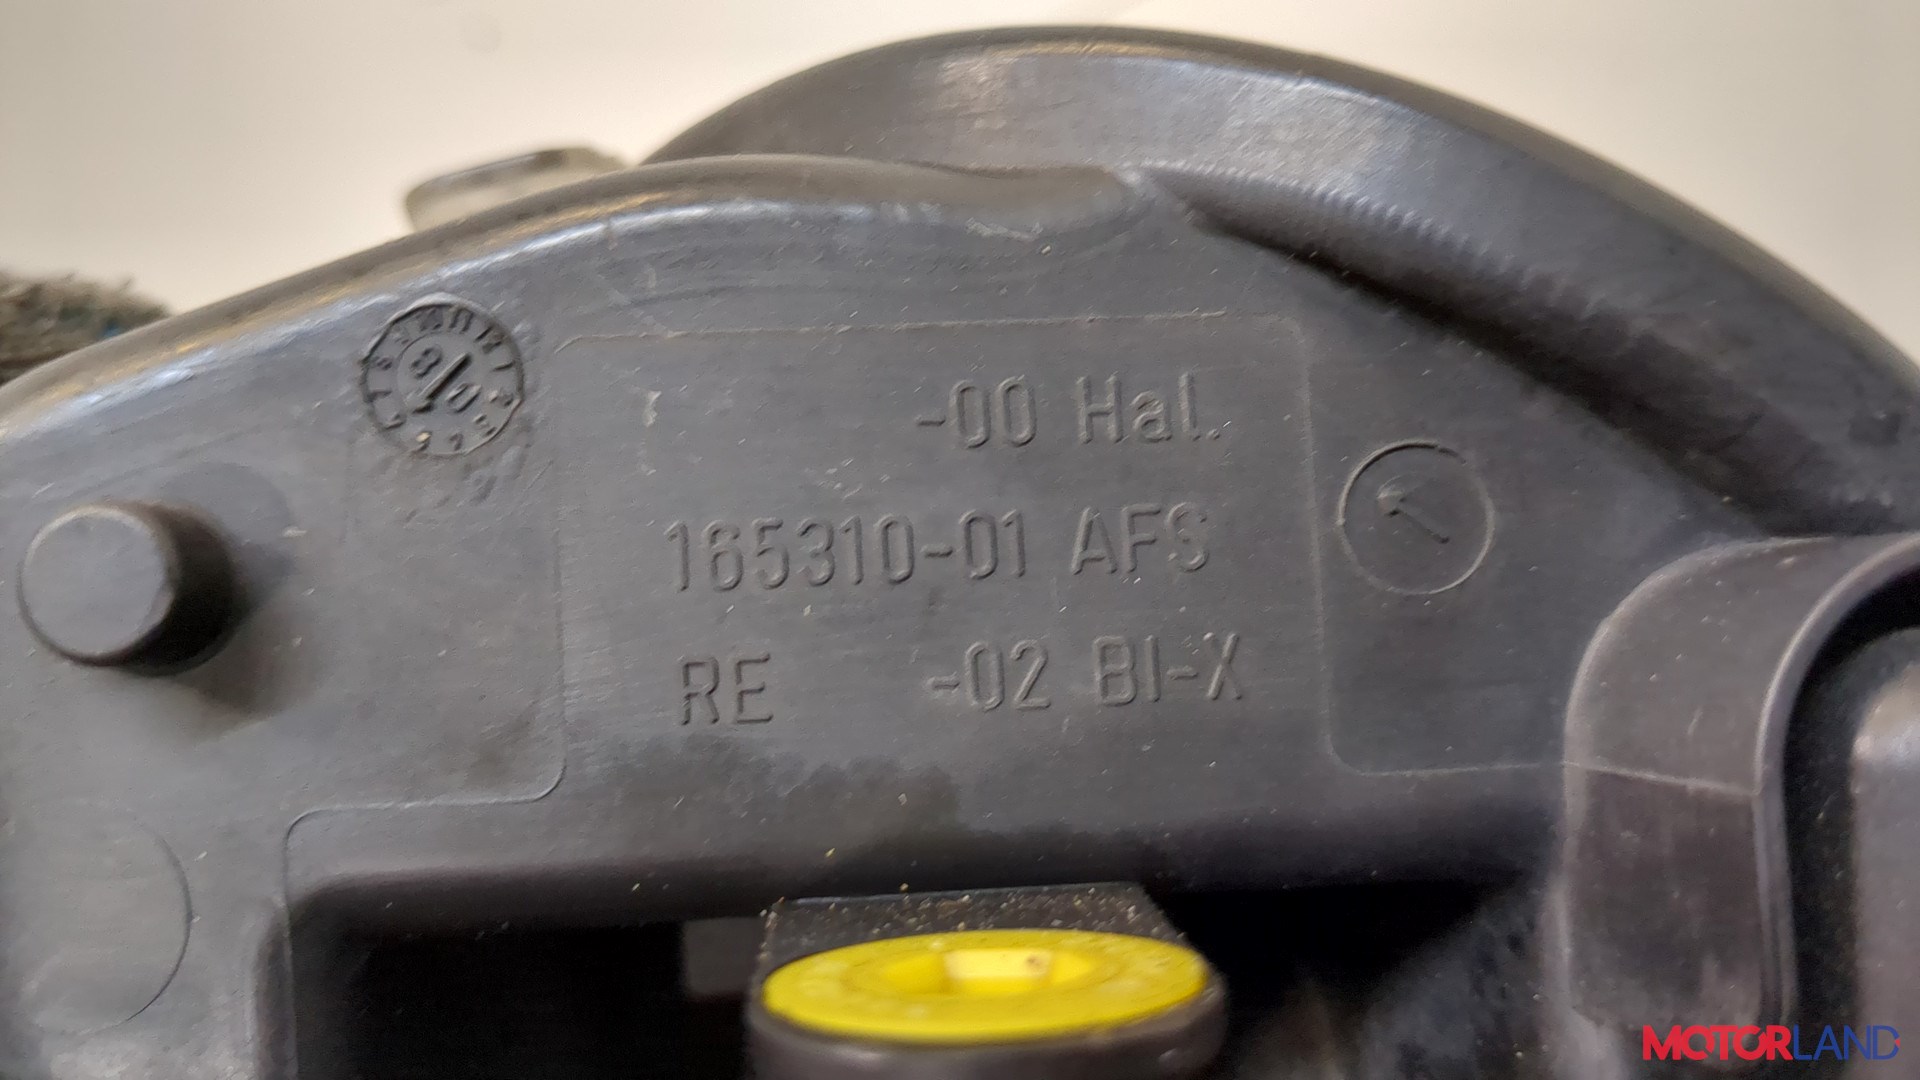 -00 Hal.
165310-01 AFS
RE -02 BI-X
MOTORLAND